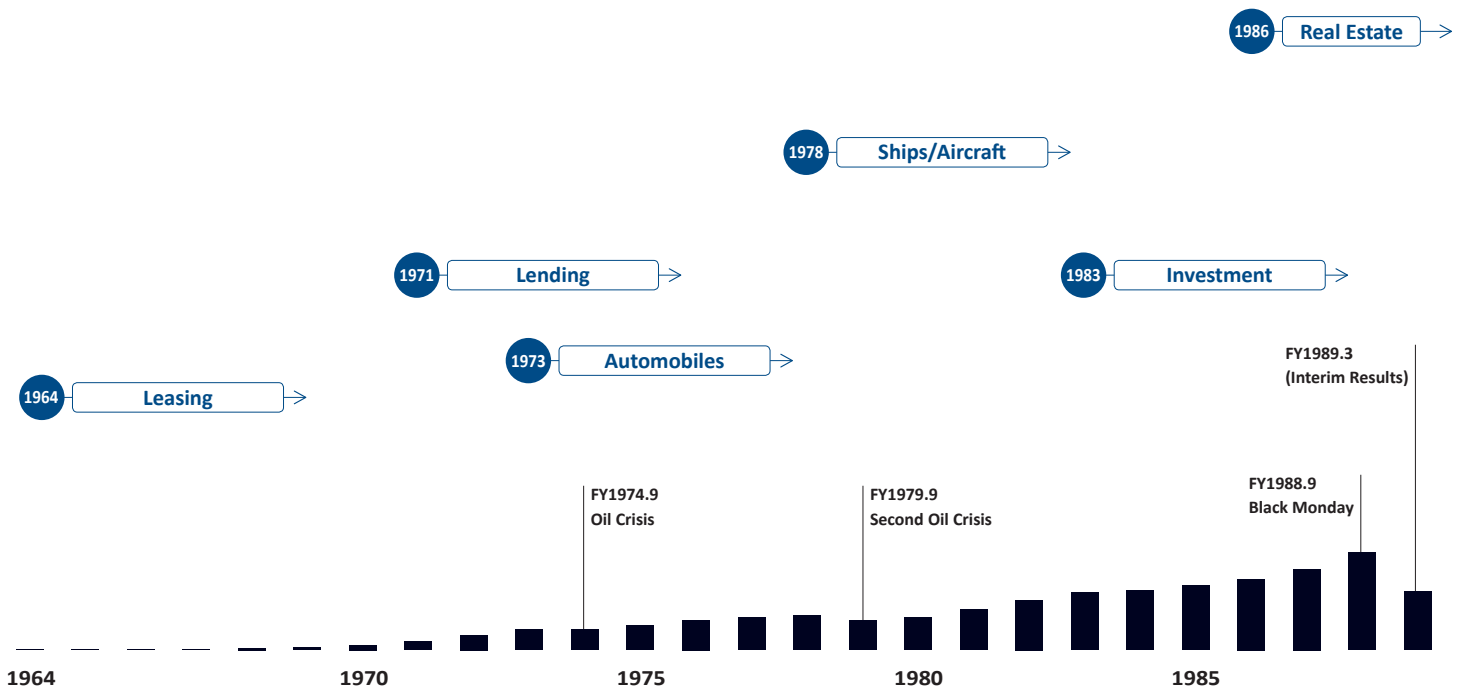 1986 Real Estate
1978 Ships/Aircraft
1971 Lending
1983 Investment
1973 Automobiles
1964 Leasing
FY1989.3
(Interim Results)
FY1974.9
Oil Crisis
FY1979.9
Second Oil Crisis
FY1988.9
Black Monday
1964 1970 1975 1980 1985